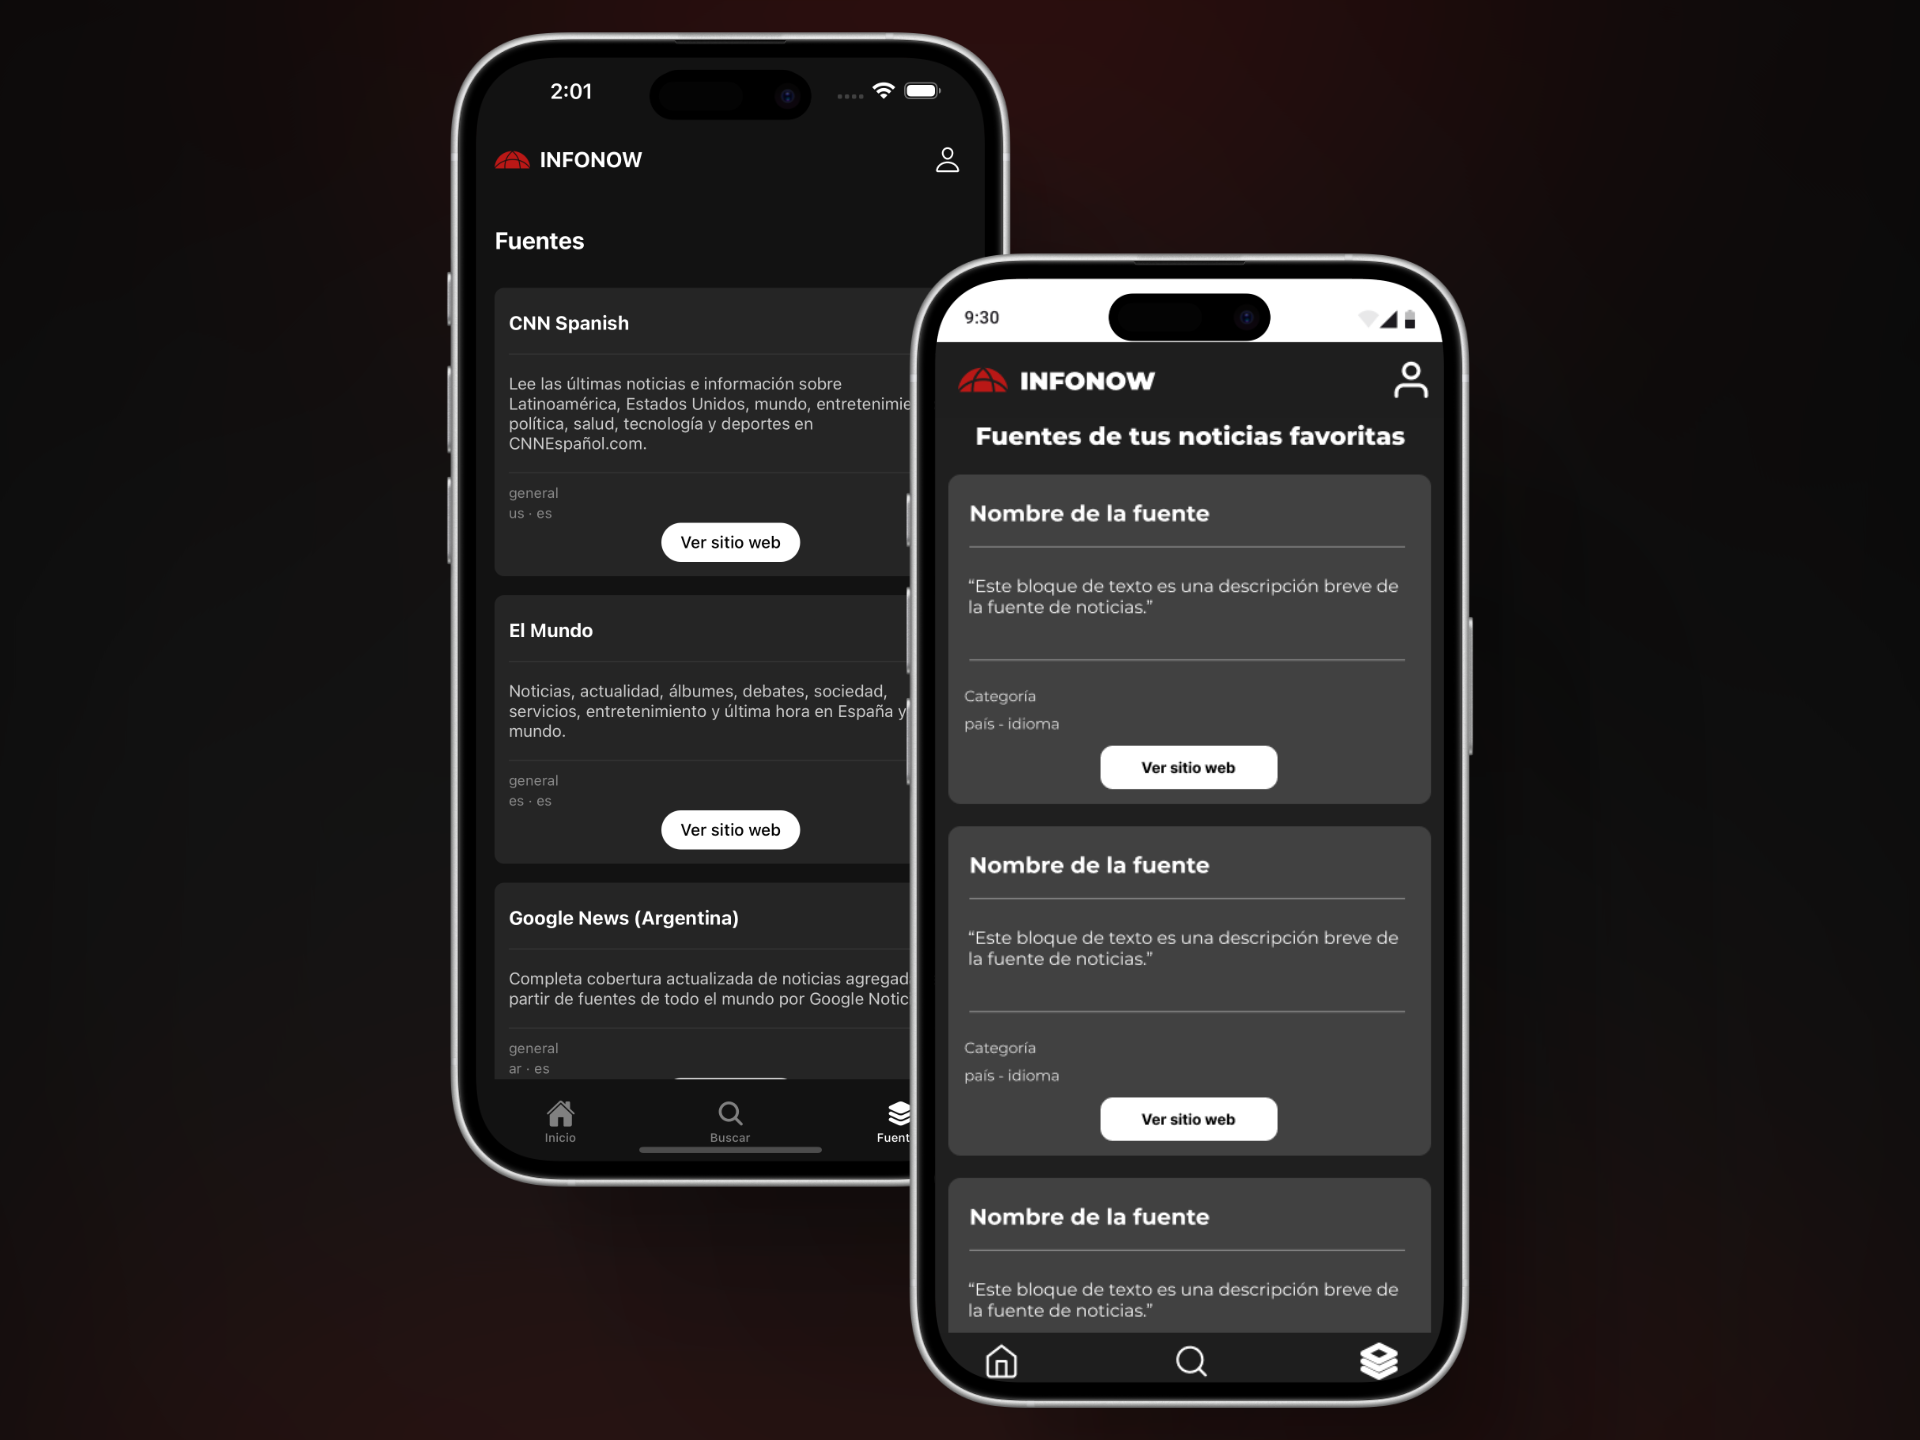 2:01
INFONOW
Fuentes
CNN Spanish
Lee las últimas noticias e información sobre
Latinoamérica, Estados Unidos, mundo, entretenimie
política, salud, tecnología y deportes en
CNNEspañol.com.
general
us · es
Ver sitio web
El Mundo
Noticias, actualidad, álbumes, debates, sociedad,
servicios, entretenimiento y última hora en España y
mundo.
general
es · es
Ver sitio web
Google News (Argentina)
Completa cobertura actualizada de noticias agregad
partir de fuentes de todo el mundo por Google Notic
general
ar · es
Inicio
Buscar
Fuent
9:30
INFONOW
Fuentes de tus noticias favoritas
Nombre de la fuente
“Este bloque de texto es una descripción breve de
la fuente de noticias.”
Categoría
país - idioma
Ver sitio web
Nombre de la fuente
“Este bloque de texto es una descripción breve de
la fuente de noticias.”
Categoría
país - idioma
Ver sitio web
Nombre de la fuente
“Este bloque de texto es una descripción breve de
la fuente de noticias.”